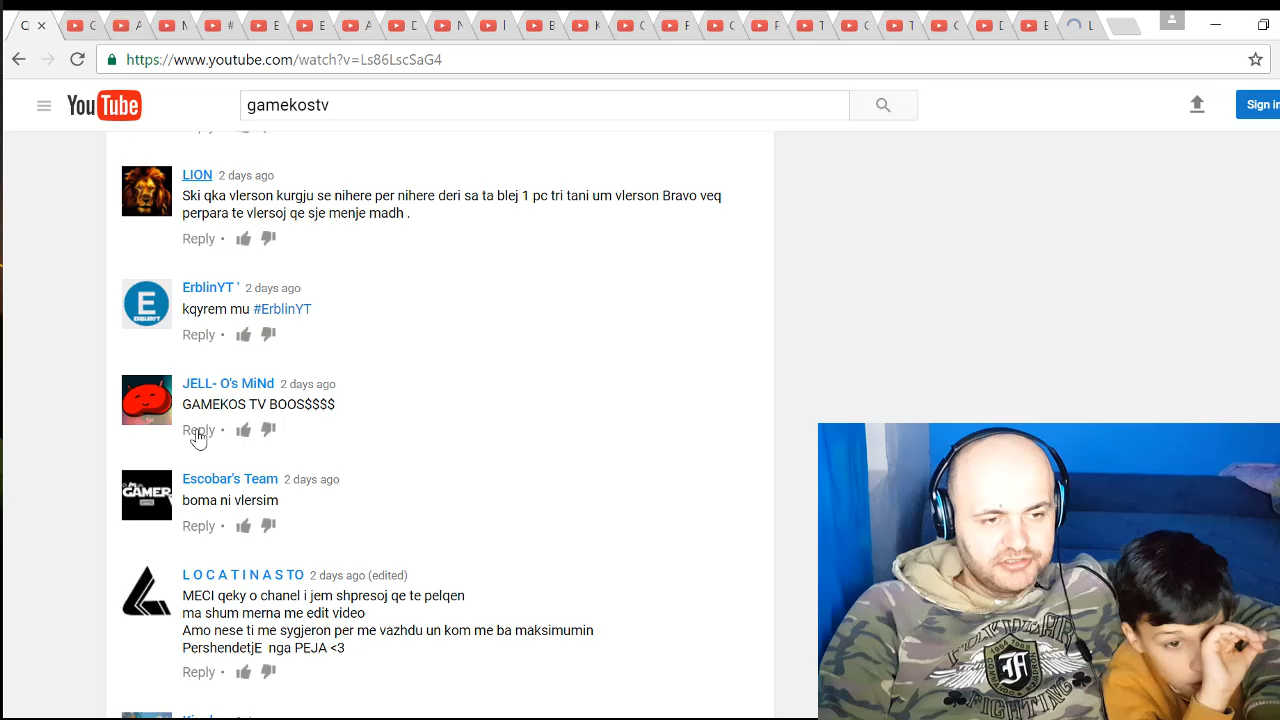 https://www.youtube.com/watch?v=Ls86LscSaG4
YouTube
gamekostv
Sign in
LION 2 days ago
Ski qka vlerson kurgju se nihere per nihere deri sa ta blej 1 pc tri tani um vlerson Bravo veq
perpara te vlersoj qe sje menje madh .
Reply •
ErblinYT ' 2 days ago
kqyrem mu #ErblinYT
Reply •
JELL- O's MiNd 2 days ago
GAMEKOS TV BOOS$$$$
Reply •
Escobar's Team 2 days ago
boma ni vlersim
Reply •
L O C A T I N A S TO 2 days ago (edited)
MECI qeky o chanel i jem shpresoj qe te pelqen
ma shum merna me edit video
Amo nese ti me sygjeron per me vazhdu un kom me ba maksimumin
PershendetjE nga PEJA <3
Reply •
E
ERBLINYT
GAMER
FIGHTING